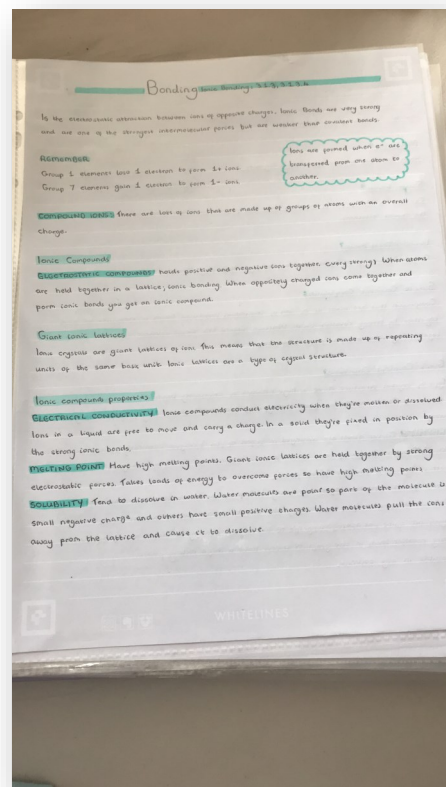 Bonding Ionic Bonding: 3.1.3, 3.1.3.4
Is the electrostatic attraction between ions of opposite charges. Ionic Bonds are very strong
and are one of the strongest intermolecular forces but are weaker that covalent bonds.
Ions are formed when e⁻ are
transferred from one atom to
another.
REMEMBER:
Group 1 elements lose 1 electron to form 1+ ions.
Group 7 elements gain 1 electron to form 1- ions.
COMPOUND IONS: There are lots of ions that are made up of groups of atoms with an overall
charge.
Ionic Compounds
ELECTROSTATIC COMPOUNDS holds positive and negative ions together, (very strong). When atoms
are held together in a lattice, ionic bonding. When oppositely charged ions come together and
form ionic bonds you get an ionic compound.
Giant ionic lattices
Ionic crystals are giant lattices of ions. This means that the structure is made up of repeating
units of the same basic unit. Ionic lattices are a type of crystal structure.
Ionic compounds properties
ELECTRICAL CONDUCTIVITY Ionic compounds conduct electricity when they're molten or dissolved.
Ions in a liquid are free to move and carry a charge. In a solid they're fixed in position by
the strong ionic bonds.
MELTING POINT Have high melting points. Giant ionic lattices are held together by strong
electrostatic forces. Takes loads of energy to overcome forces so have high melting points.
SOLUBILITY Tend to dissolve in water. Water molecules are polar so part of the molecule is
small negative charge and others have small positive charges. Water molecules pull the ions
away from the lattice and cause it to dissolve.
WHITELINES